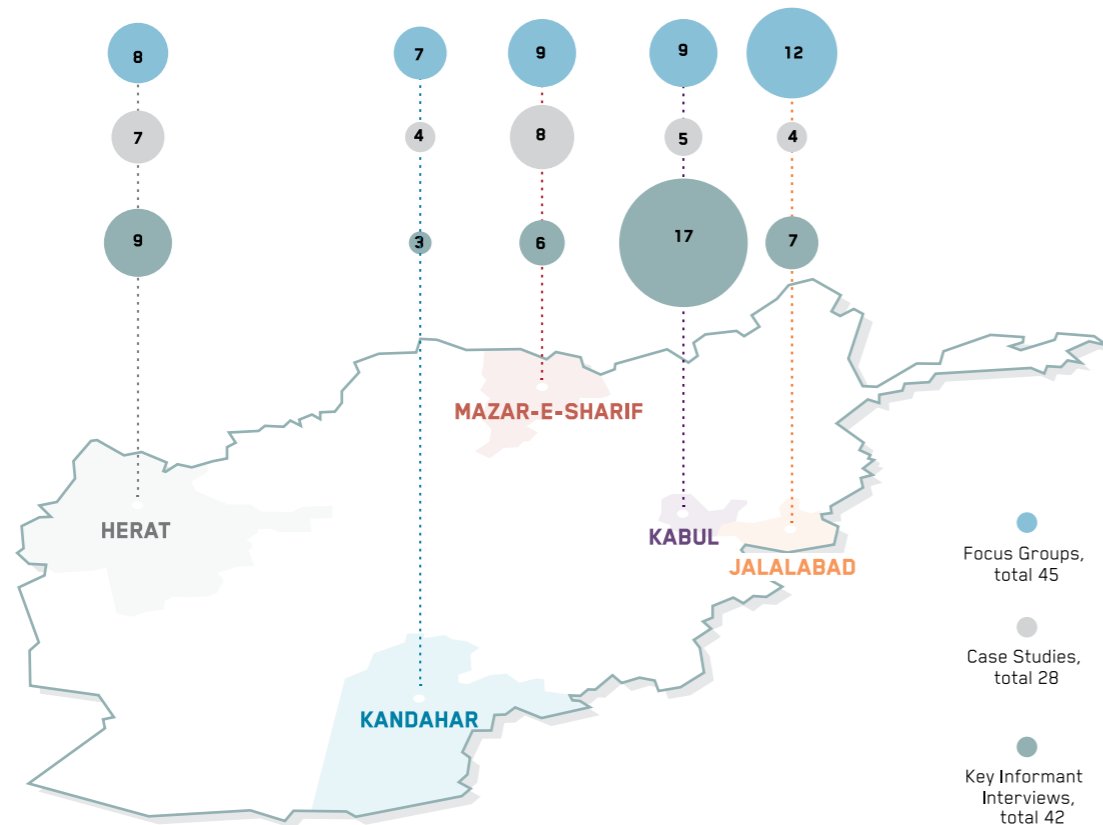 8
7
9
9
12
7
4
8
5
4
9
3
6
17
7
MAZAR-E-SHARIF
HERAT
KABUL
JALALABAD
KANDAHAR
Focus Groups,
total 45
Case Studies,
total 28
Key Informant
Interviews,
total 42